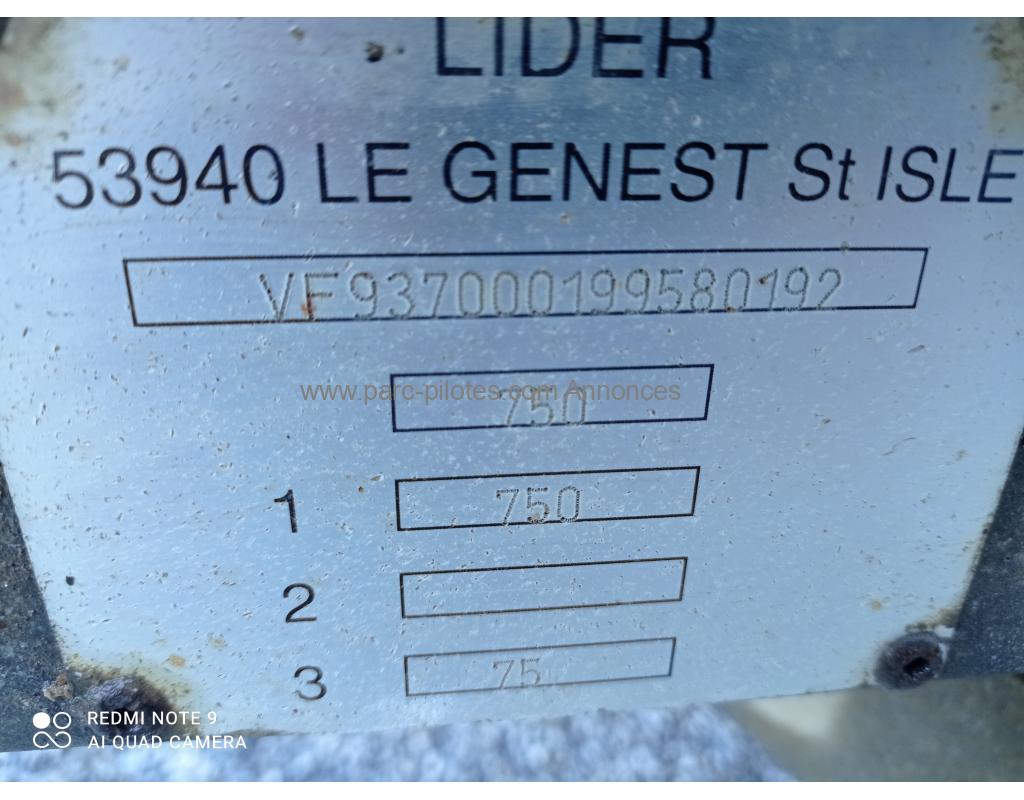 LIDER
53940 LE GENEST St ISLE
VF937000199580192
www.parc-pilotes.com Annonces
750
1 750
2
3 75
REDMI NOTE 9
AI QUAD CAMERA